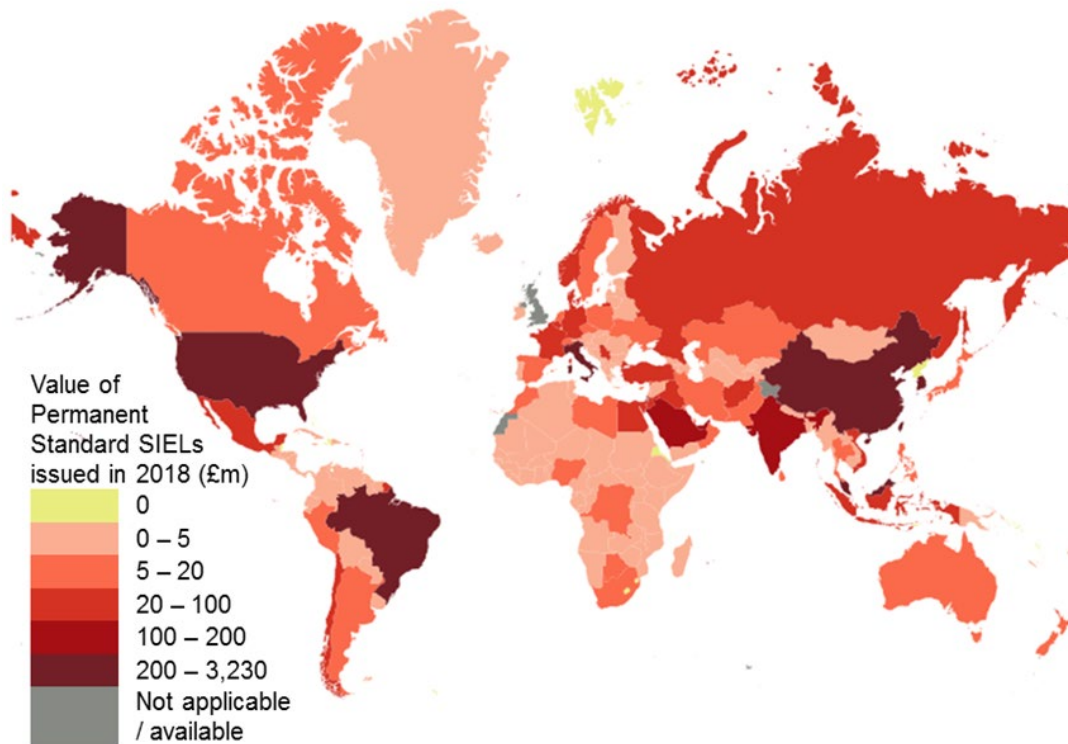 Value of
Permanent
Standard SIELs
issued in 2018 (£m)
0
0 – 5
5 – 20
20 – 100
100 – 200
200 – 3,230
Not applicable
/ available